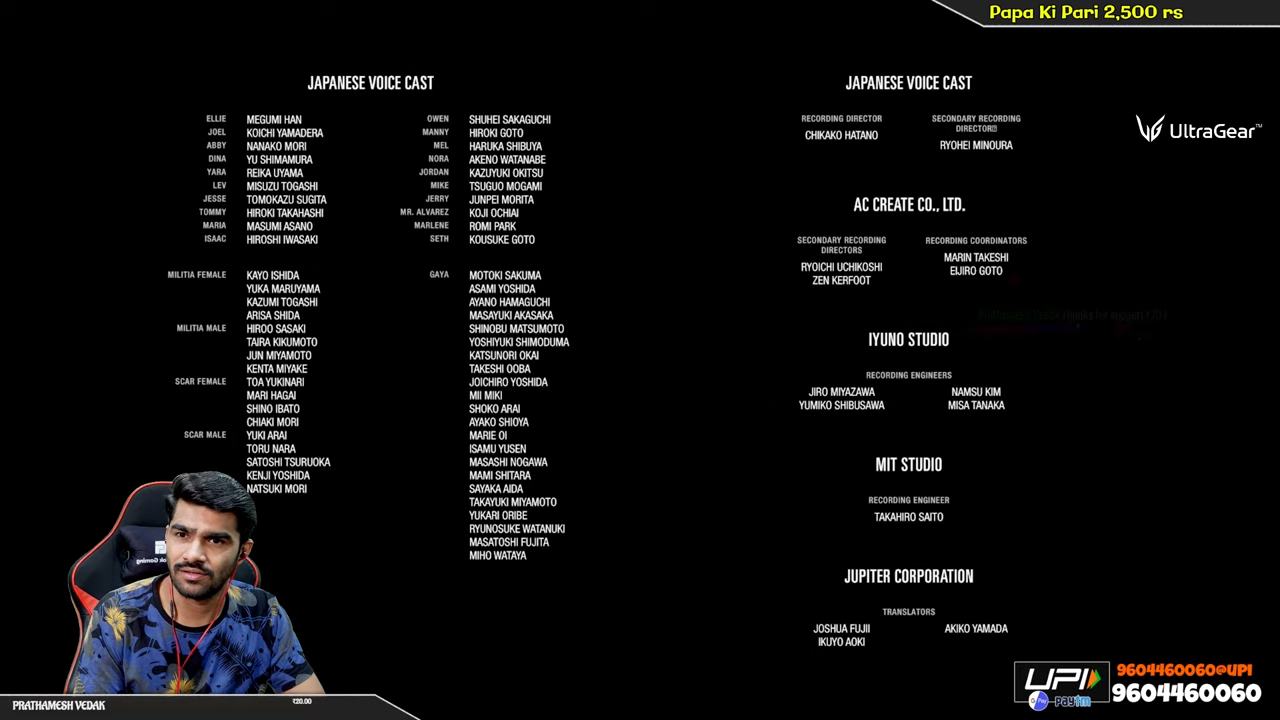 Papa Ki Pari 2,500 rs
UltraGear™
JAPANESE VOICE CAST
ELLIE MEGUMI HAN
JOEL KOICHI YAMADERA
ABBY NANAKO MORI
DINA YU SHIMAMURA
YARA REIKA UYAMA
LEV MISUZU TOGASHI
JESSE TOMOKAZU SUGITA
TOMMY HIROKI TAKAHASHI
MARIA MASUMI ASANO
ISAAC HIROSHI IWASAKI
OWEN SHUHEI SAKAGUCHI
MANNY HIROKI GOTO
MEL HARUKA SHIBUYA
NORA AKENO WATANABE
JORDAN KAZUYUKI OKITSU
MIKE TSUGUO MOGAMI
JERRY JUNPEI MORITA
MR. ALVAREZ KOJI OCHIAI
MARLENE ROMI PARK
SETH KOUSUKE GOTO
MILITIA FEMALE KAYO ISHIDA
YUKA MARUYAMA
KAZUMI TOGASHI
ARISA SHIDA
MILITIA MALE HIROO SASAKI
TAIRA KIKUMOTO
JUN MIYAMOTO
KENTA MIYAKE
SCAR FEMALE TOA YUKINARI
MARI HAGAI
SHINO IBATO
CHIAKI MORI
SCAR MALE YUKI ARAI
TORU NARA
SATOSHI TSURUOKA
KENJI YOSHIDA
NATSUKI MORI
GAYA MOTOKI SAKUMA
ASAMI YOSHIDA
AYANO HAMAGUCHI
MASAYUKI AKASAKA
SHINOBU MATSUMOTO
YOSHIYUKI SHIMODUMA
KATSUNORI OKAI
TAKESHI OOBA
JOICHIRO YOSHIDA
MII MIKI
SHOKO ARAI
AYAKO SHIOYA
MARIE OI
ISAMU YUSEN
MASASHI NOGAWA
MAMI SHITARA
SAYAKA AIDA
TAKAYUKI MIYAMOTO
YUKARI ORIBE
RYUNOSUKE WATANUKI
MASATOSHI FUJITA
MIHO WATAYA
JAPANESE VOICE CAST
RECORDING DIRECTOR
CHIKAKO HATANO
SECONDARY RECORDING
DIRECTOR
RYOHEI MINOURA
AC CREATE CO., LTD.
SECONDARY RECORDING
DIRECTORS
RYOICHI UCHIKOSHI
ZEN KERFOOT
RECORDING COORDINATORS
MARIN TAKESHI
EIJIRO GOTO
IYUNO STUDIO
RECORDING ENGINEERS
JIRO MIYAZAWA NAMSU KIM
YUMIKO SHIBUSAWA MISA TANAKA
MIT STUDIO
RECORDING ENGINEER
TAKAHIRO SAITO
JUPITER CORPORATION
TRANSLATORS
JOSHUA FUJII AKIKO YAMADA
IKUYO AOKI
UPI
Pay paytm
9604460060@UPI
9604460060
PRATHAMESH VEDAK
₹20.00